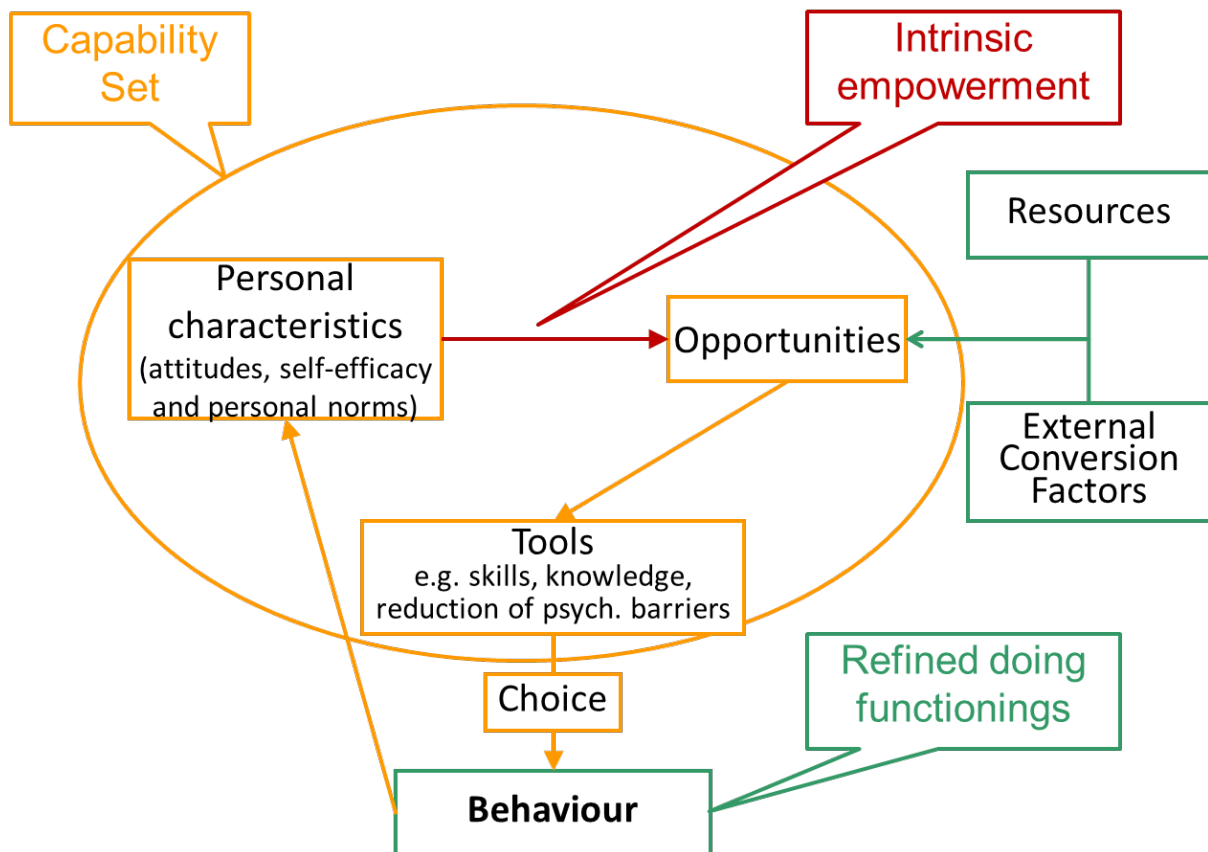 Capability
Set
Intrinsic
empowerment
Resources
Personal
characteristics
(attitudes, self-efficacy
and personal norms)
Opportunities
External
Conversion
Factors
Tools
e.g. skills, knowledge,
reduction of psych. barriers
Choice
Refined doing
functionings
Behaviour